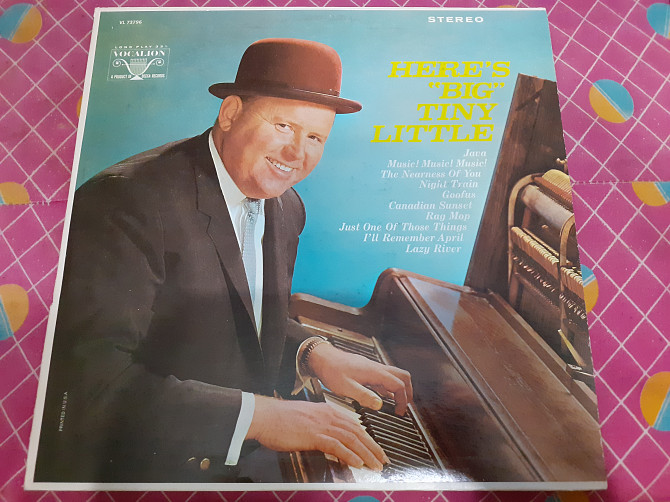 VL 73796
STEREO
LONG PLAY 33⅓
VOCALION
A PRODUCT OF DECCA RECORDS
HERE'S
"BIG"
TINY
LITTLE
Java
Music! Music! Music!
The Nearness Of You
Night Train
Goofus
Canadian Sunset
Rag Mop
Just One Of Those Things
I'll Remember April
Lazy River
PRINTED IN U.S.A.